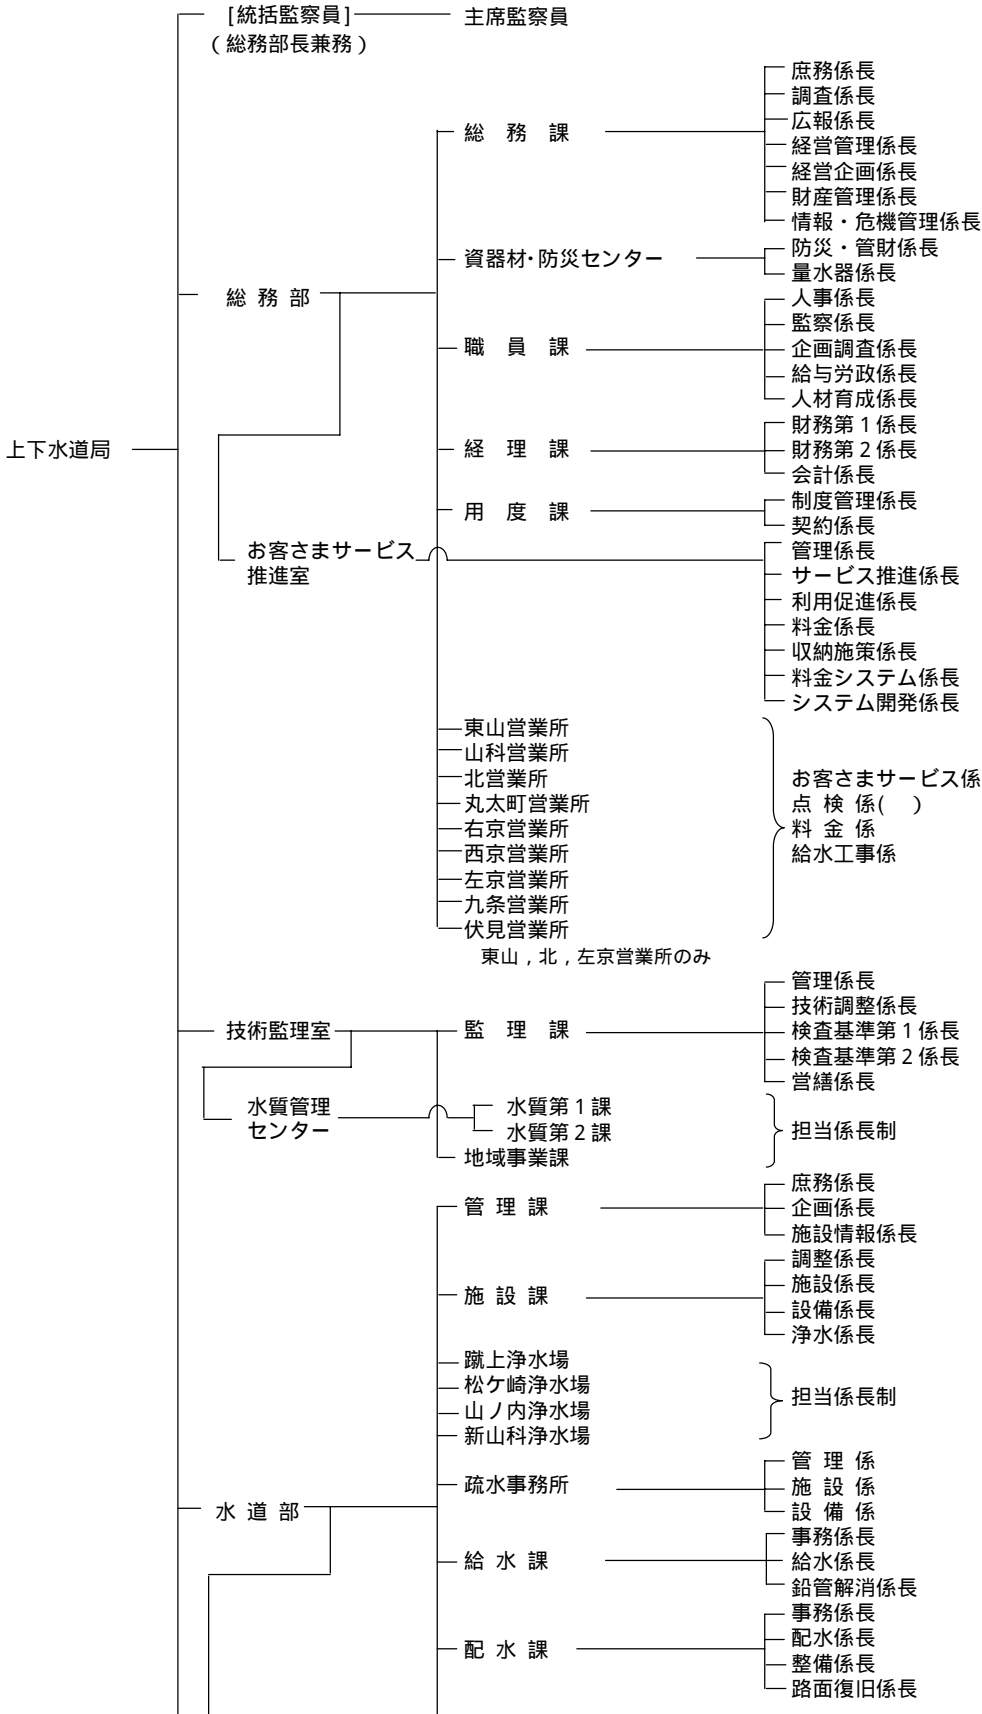 [統括監察員] 主席監察員
(総務部長兼務)
上下水道局
総務部
総務課
庶務係長
調査係長
広報係長
経営管理係長
経営企画係長
財産管理係長
情報・危機管理係長
資器材・防災センター
防災・管財係長
量水器係長
職員課
人事係長
監察係長
企画調査係長
給与労政係長
人材育成係長
経理課
財務第1係長
財務第2係長
会計係長
用度課
制度管理係長
契約係長
お客さまサービス
推進室
管理係長
サービス推進係長
利用促進係長
料金係長
収納施策係長
料金システム係長
システム開発係長
東山営業所
山科営業所
北営業所
丸太町営業所
右京営業所
西京営業所
左京営業所
九条営業所
伏見営業所
お客さまサービス係
点検係( )
料金係
給水工事係
東山,北,左京営業所のみ
技術監理室
監理課
管理係長
技術調整係長
検査基準第1係長
検査基準第2係長
営繕係長
水質管理
センター
水質第1課
水質第2課
地域事業課
担当係長制
水道部
管理課
庶務係長
企画係長
施設情報係長
施設課
調整係長
施設係長
設備係長
浄水係長
蹴上浄水場
松ケ崎浄水場
山ノ内浄水場
新山科浄水場
担当係長制
疏水事務所
管理係
施設係
設備係
給水課
事務係長
給水係長
鉛管解消係長
配水課
事務係長
配水係長
整備係長
路面復旧係長